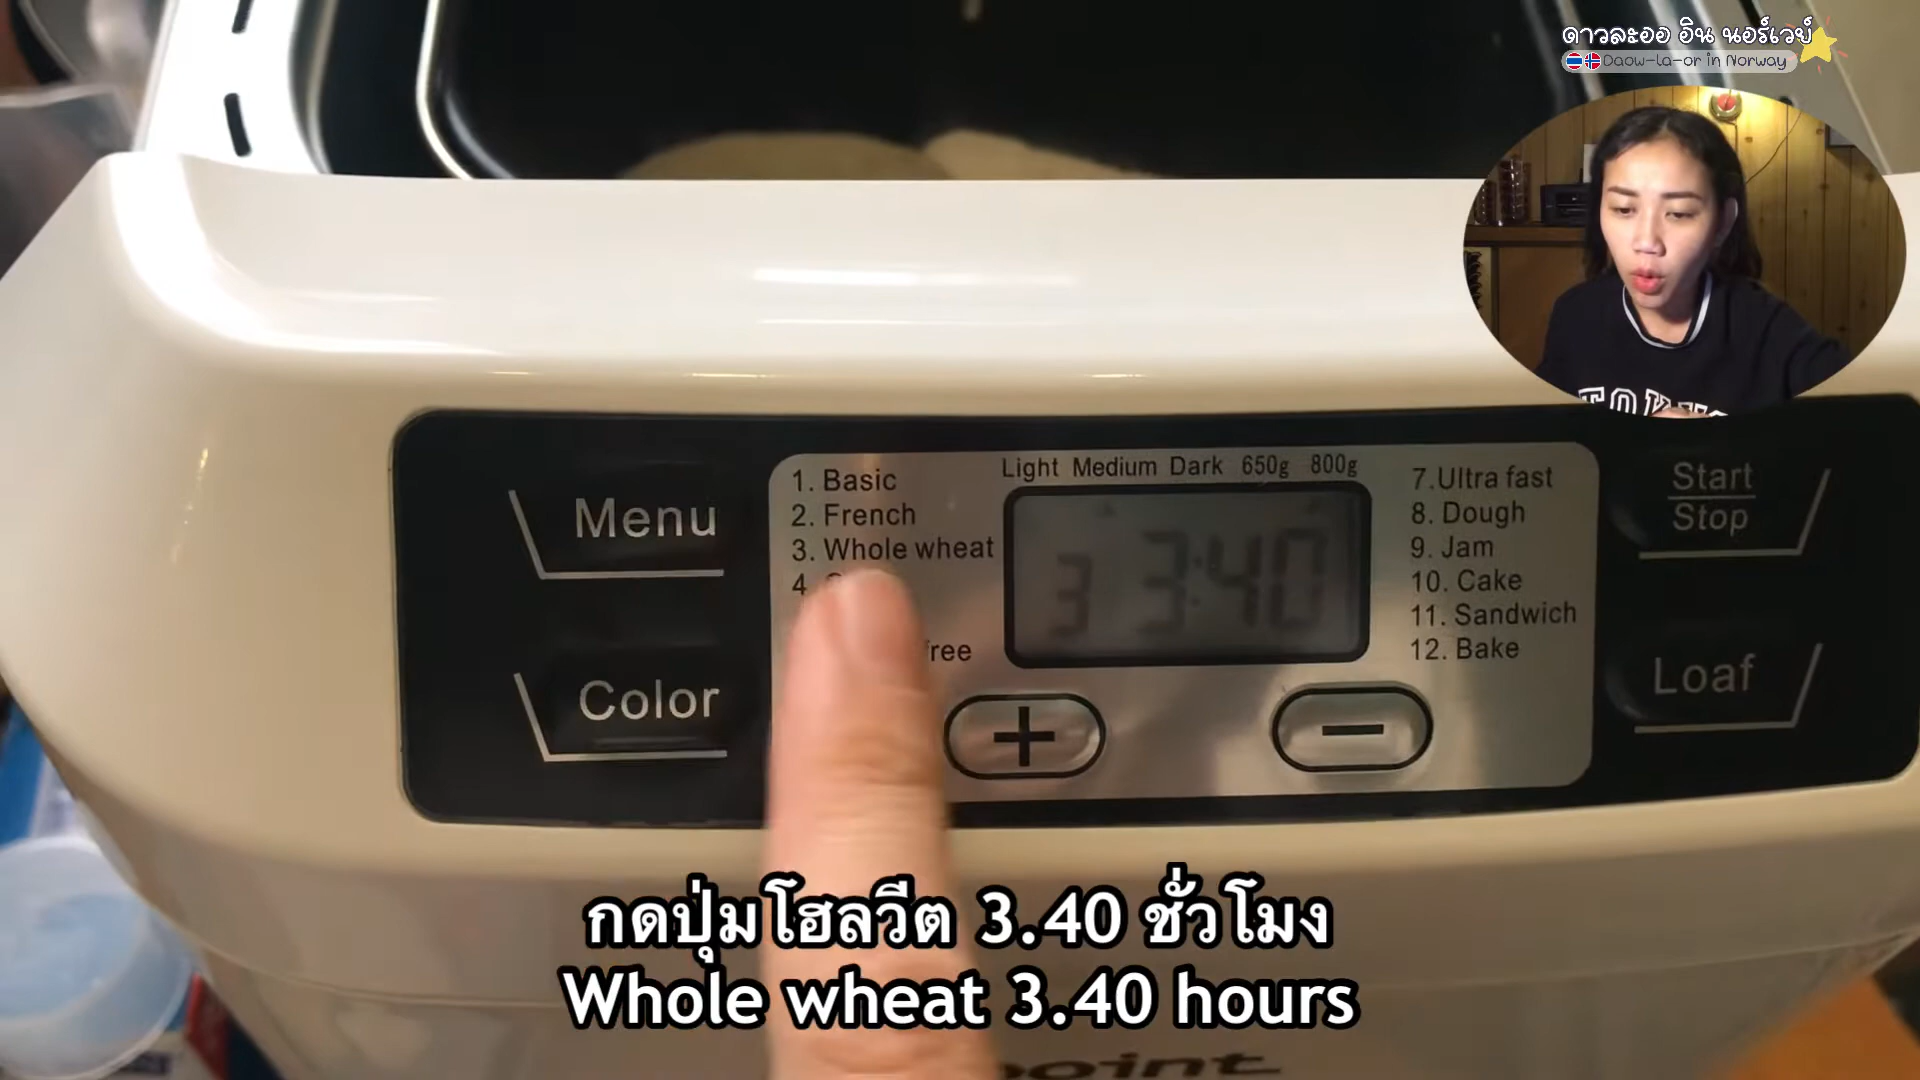 ดาวละออ อิน นอร์เวย์
Daow-la-or in Norway
Menu
Color
1. Basic
2. French
3. Whole wheat
4.
free
Light Medium Dark 650g 800g
3 3:40
+
−
7.Ultra fast
8. Dough
9. Jam
10. Cake
11. Sandwich
12. Bake
Start
Stop
Loaf
กดปุ่มโฮลวีต 3.40 ชั่วโมง
Whole wheat 3.40 hours
point